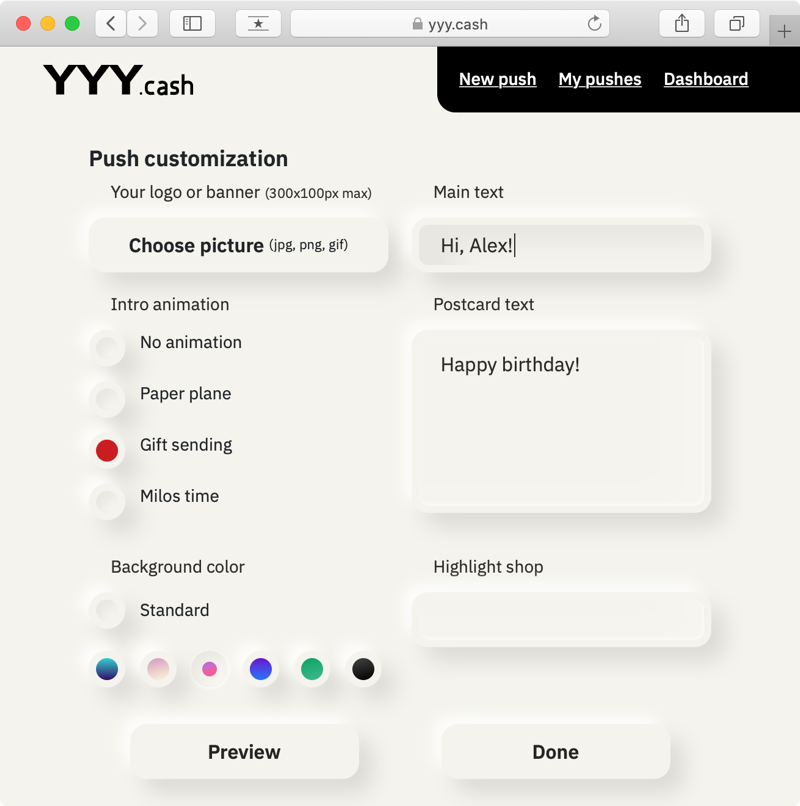 yyy.cash
YYY.cash
New push My pushes Dashboard
Push customization
Your logo or banner (300x100px max)
Choose picture (jpg, png, gif)
Main text
Hi, Alex!
Intro animation
No animation
Paper plane
Gift sending
Milos time
Postcard text
Happy birthday!
Background color
Standard
Highlight shop
Preview
Done